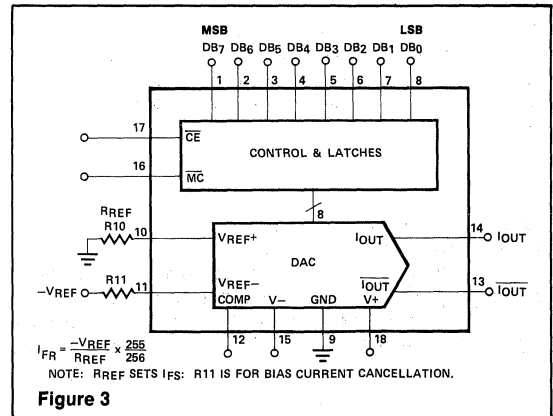 MSB LSB
DB7 DB6 DB5 DB4 DB3 DB2 DB1 DB0
1 2 3 4 5 6 7 8
17 CE
CONTROL & LATCHES
16 MC
8
RREF
R10
10 VREF+ IOUT 14 IOUT
DAC
R11
-VREF 11 VREF- IOUT 13 IOUT
COMP V- GND V+
12 15 9 18
IFR = -VREF/RREF × 255/256
NOTE: RREF SETS IFS: R11 IS FOR BIAS CURRENT CANCELLATION.
Figure 3